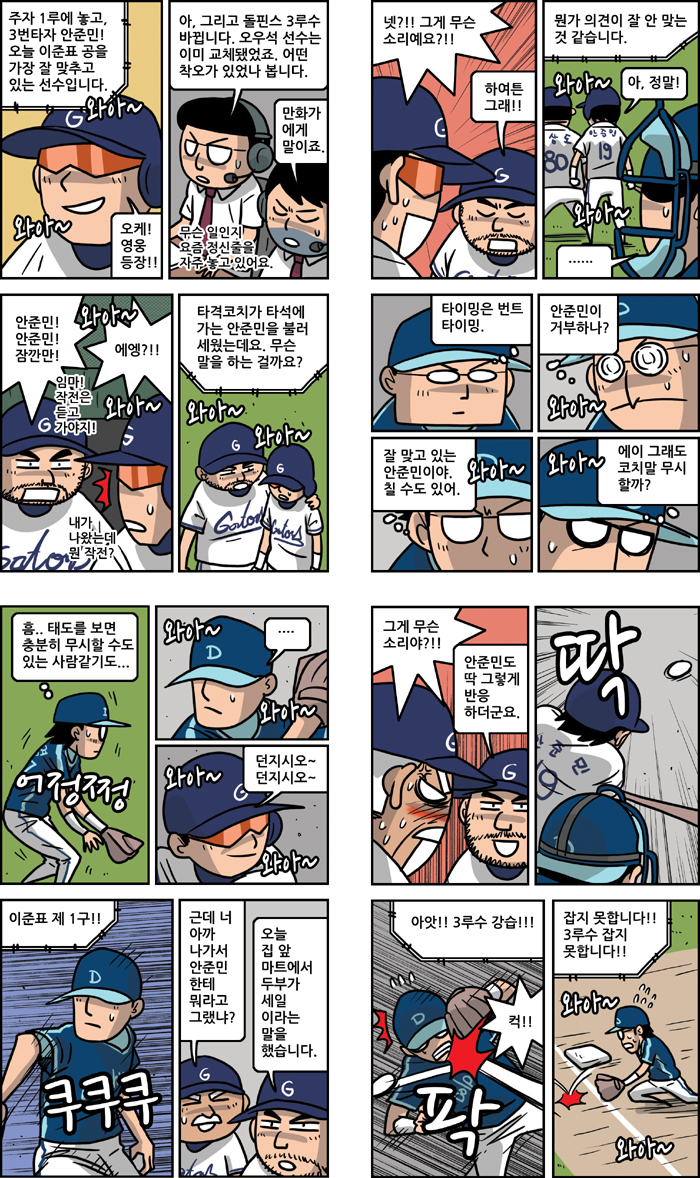 주자 1루에 놓고,
3번타자 안준민!
오늘 이준표 공을
가장 잘 맞추고
있는 선수입니다.
와아~
G
와아~
오케!
영웅
등장!!
아, 그리고 돌핀스 3루수
바뀝니다. 오우석 선수는
이미 교체됐었죠. 어떤
착오가 있었나 봅니다.
만화가
에게
말이죠.
무슨 일인지
요즘 정신줄을
자주 놓고 있어요.
안준민!
안준민!
잠깐만!
와아~
에엥?!!
임마!
작전은
듣고
가야지!
와아~
G
내가
나왔는데
뭔 작전?
Gators
타격코치가 타석에
가는 안준민을 불러
세웠는데요. 무슨
말을 하는 걸까요?
와아~
와아~
G
G
Gators
Gators
넷?!! 그게 무슨
소리예요?!!
하여튼
그래!!
G
G
Gators
뭔가 의견이 잘 안 맞는
것 같습니다.
와아~
아, 정말!
상도
80
안준민
19
와아~
......
타이밍은 번트
타이밍.
안준민이
거부하나?
와아~
잘 맞고 있는
안준민이야.
칠 수도 있어.
와아~
와아~
에이 그래도
코치말 무시
할까?
흠.. 태도를 보면
충분히 무시할 수도
있는 사람같기도...
어정쩡
와아~
....
D
와아~
와아~
던지시오~
던지시오~
G
와아~
이준표 제 1구!!
D
쿠쿠쿠
근데 너
아까
나가서
안준민
한테
뭐라고
그랬냐?
오늘
집 앞
마트에서
두부가
세일
이라는
말을
했습니다.
G
G
그게 무슨
소리야?!!
안준민도
딱 그렇게
반응
하더군요.
G
G
딱
안준민
19
아앗!! 3루수 강습!!!
D
컥!!
팍
잡지 못합니다!!
3루수 잡지
못합니다!!
와아~
와아~